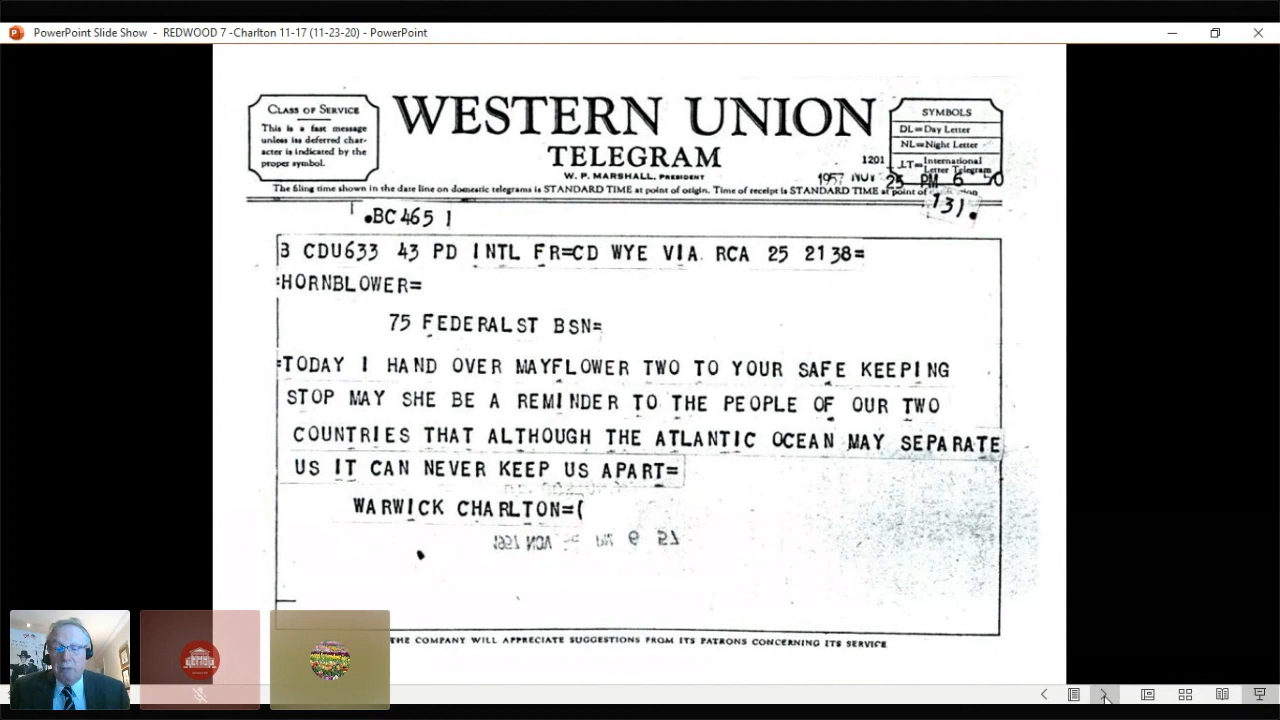 PowerPoint Slide Show - REDWOOD 7 -Charlton 11-17 (11-23-20) - PowerPoint
CLASS OF SERVICE
This is a fast message
unless its deferred char-
acter is indicated by the
proper symbol.
WESTERN UNION
TELEGRAM
W. P. MARSHALL, PRESIDENT
1201
SYMBOLS
DL=Day Letter
NL=Night Letter
LT=International
Letter Telegram
1957 NOV 25 PM 6 50
The filing time shown in the date line on domestic telegrams is STANDARD TIME at point of origin. Time of receipt is STANDARD TIME at point of
131.
.BC465
B CDU633 43 PD INTL FR=CD WYE VIA RCA 25 2138=
:HORNBLOWER=
75 FEDERALST BSN=
:TODAY I HAND OVER MAYFLOWER TWO TO YOUR SAFE KEEPING
STOP MAY SHE BE A REMINDER TO THE PEOPLE OF OUR TWO
COUNTRIES THAT ALTHOUGH THE ATLANTIC OCEAN MAY SEPARATE
US IT CAN NEVER KEEP US APART=
WARWICK CHARLTON=(
THE COMPANY WILL APPRECIATE SUGGESTIONS FROM ITS PATRONS CONCERNING ITS SERVICE